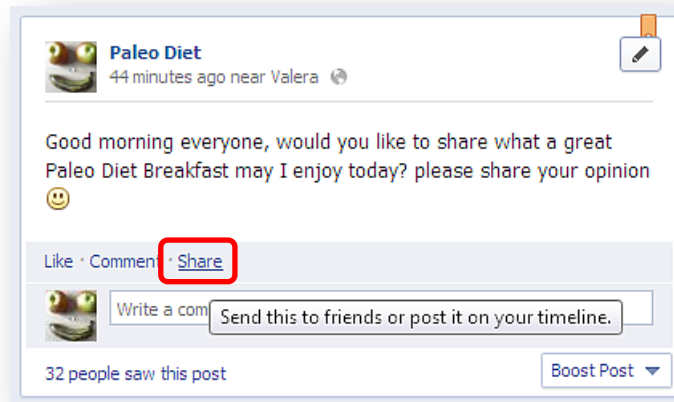 Paleo Diet
44 minutes ago near Valera
Good morning everyone, would you like to share what a great
Paleo Diet Breakfast may I enjoy today? please share your opinion
Like · Comment · Share
Write a com
Send this to friends or post it on your timeline.
32 people saw this post
Boost Post